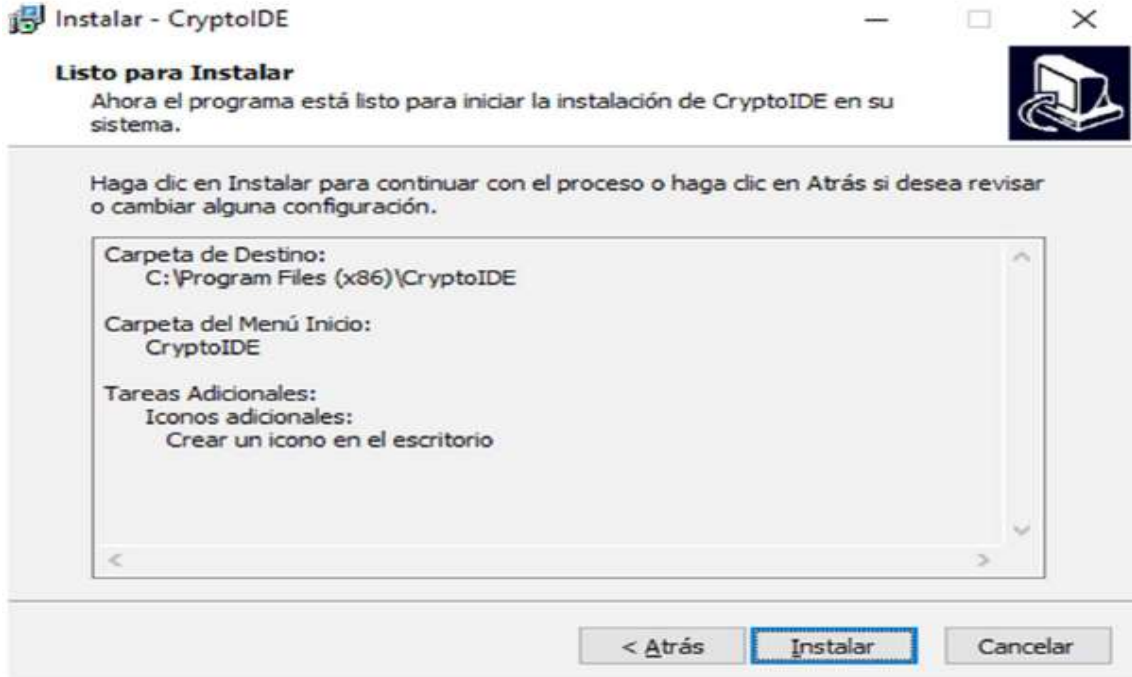 Instalar - CryptoIDE
Listo para Instalar
Ahora el programa está listo para iniciar la instalación de CryptoIDE en su
sistema.
Haga clic en Instalar para continuar con el proceso o haga clic en Atrás si desea revisar
o cambiar alguna configuración.
Carpeta de Destino:
C:\Program Files (x86)\CryptoIDE
Carpeta del Menú Inicio:
CryptoIDE
Tareas Adicionales:
Iconos adicionales:
Crear un icono en el escritorio
< Atrás
Instalar
Cancelar